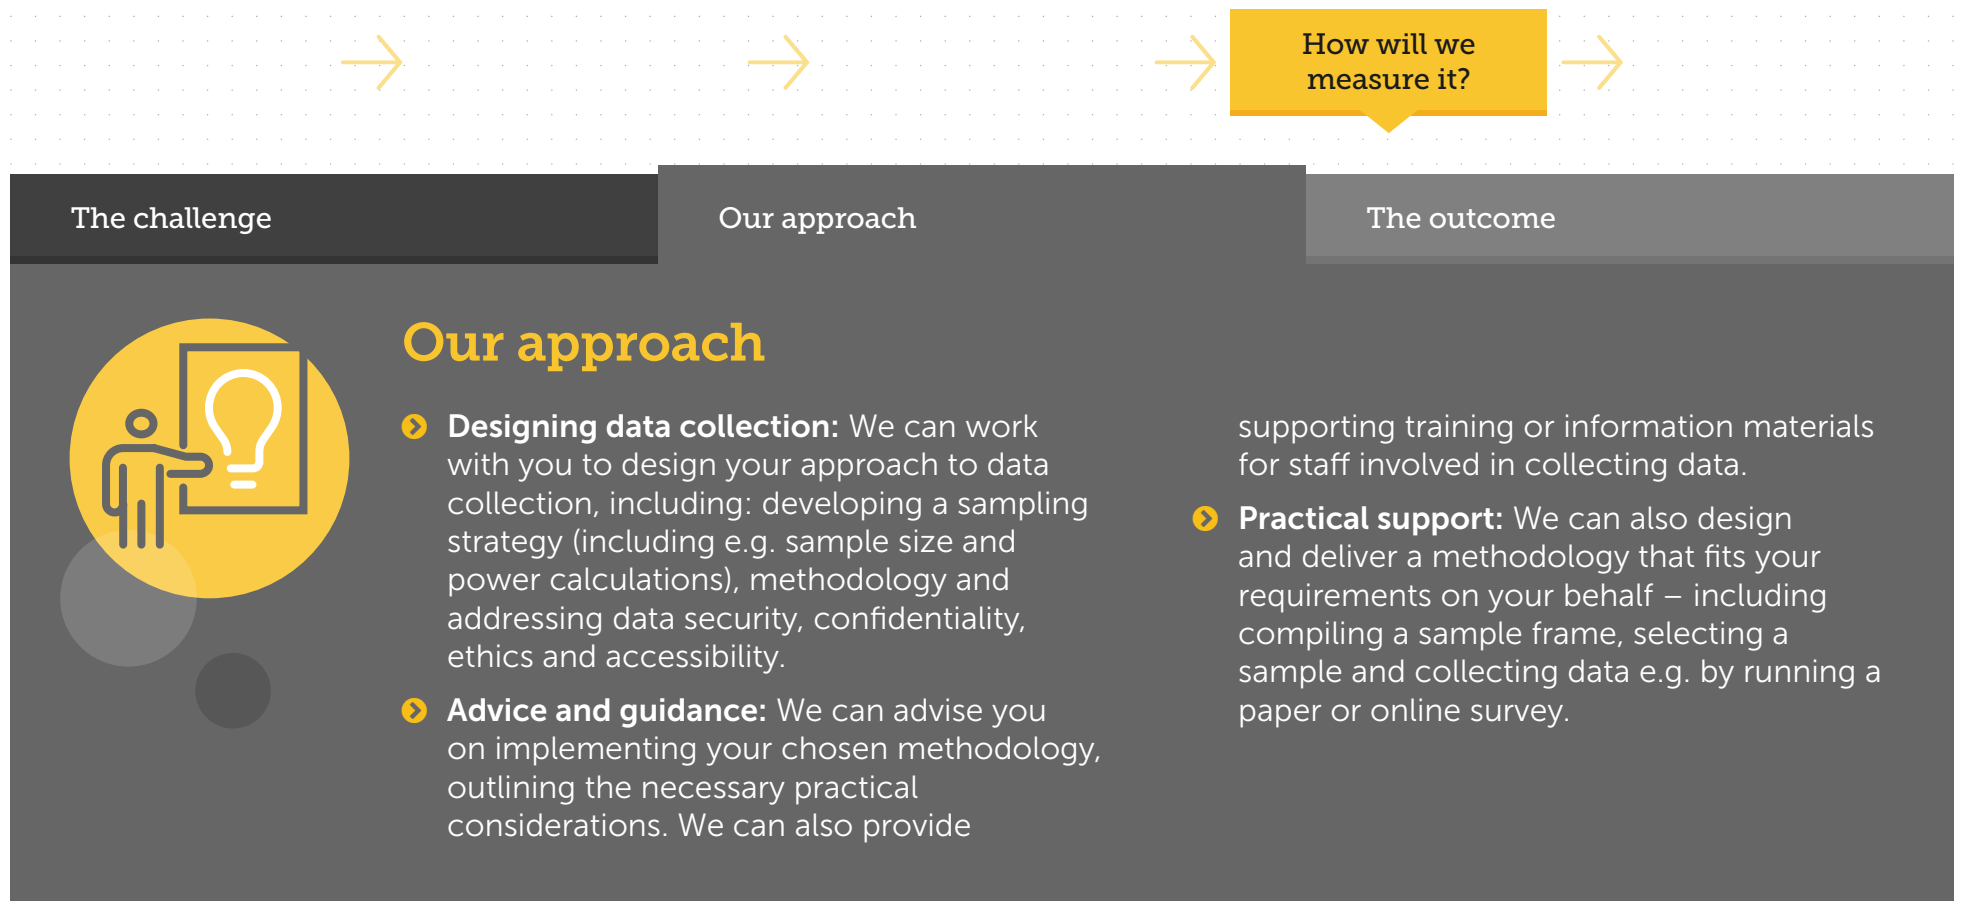 How will we
measure it?
The challenge
Our approach
The outcome
Our approach
Designing data collection: We can work
with you to design your approach to data
collection, including: developing a sampling
strategy (including e.g. sample size and
power calculations), methodology and
addressing data security, confidentiality,
ethics and accessibility.
Advice and guidance: We can advise you
on implementing your chosen methodology,
outlining the necessary practical
considerations. We can also provide
supporting training or information materials
for staff involved in collecting data.
Practical support: We can also design
and deliver a methodology that fits your
requirements on your behalf – including
compiling a sample frame, selecting a
sample and collecting data e.g. by running a
paper or online survey.